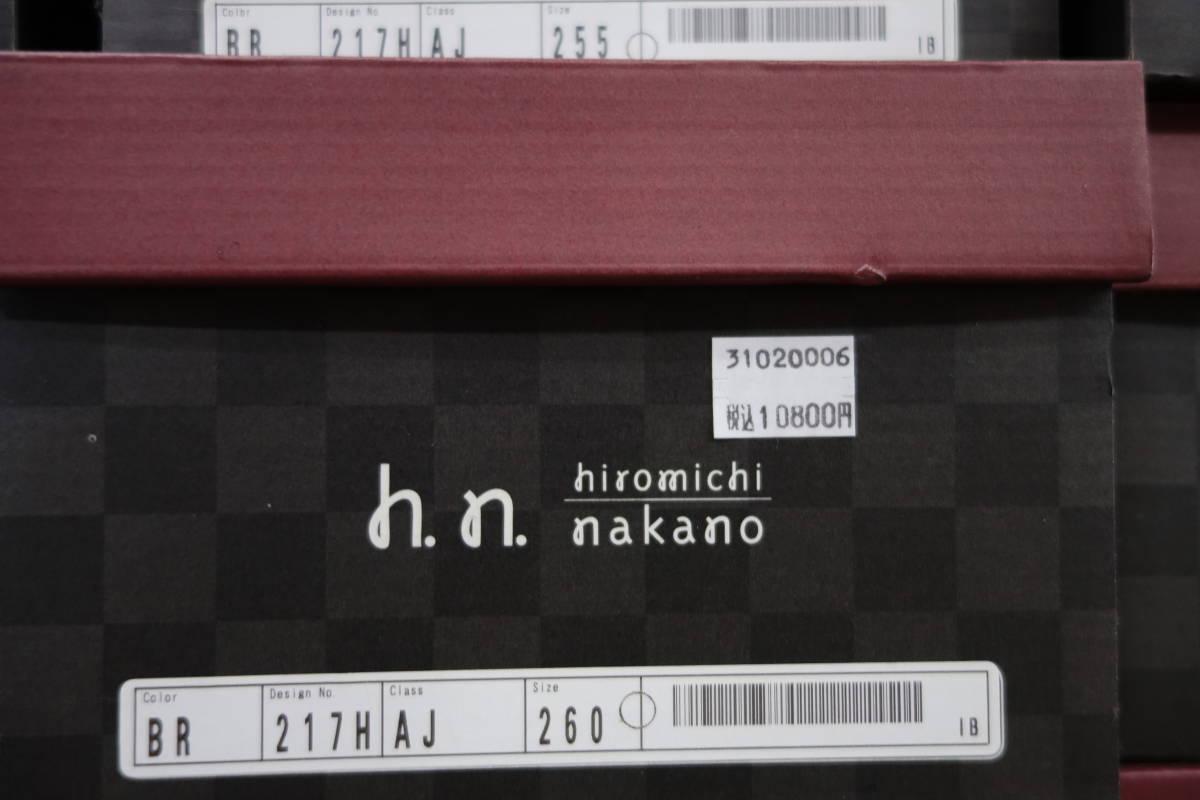 Color Design No. Class Size
BR 217H AJ 255
IB
31020006
税込10800円
h.n. hiromichi nakano
Color Design No. Class Size
BR 217H AJ 260
IB